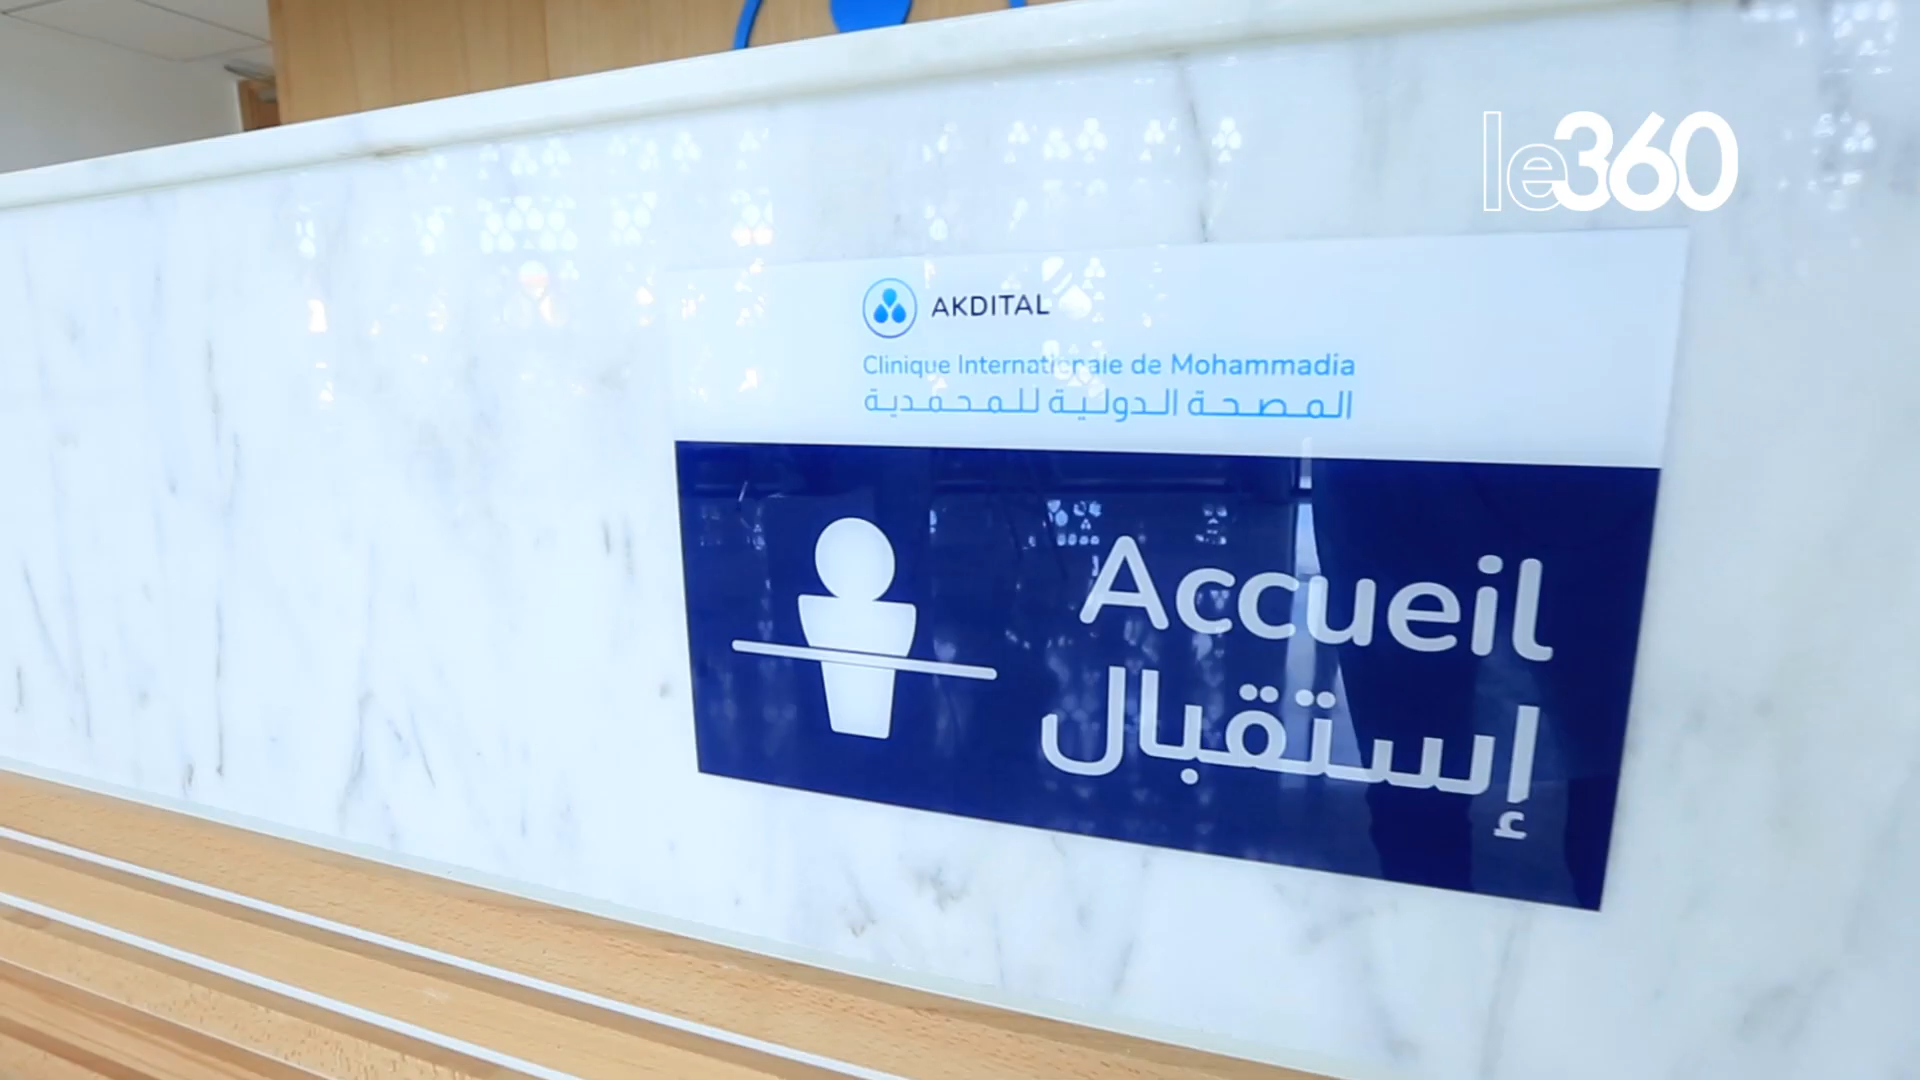 le360
AKDITAL
Clinique Internationale de Mohammadia
المصحة الدولية للمحمدية
Accueil
إستقبال